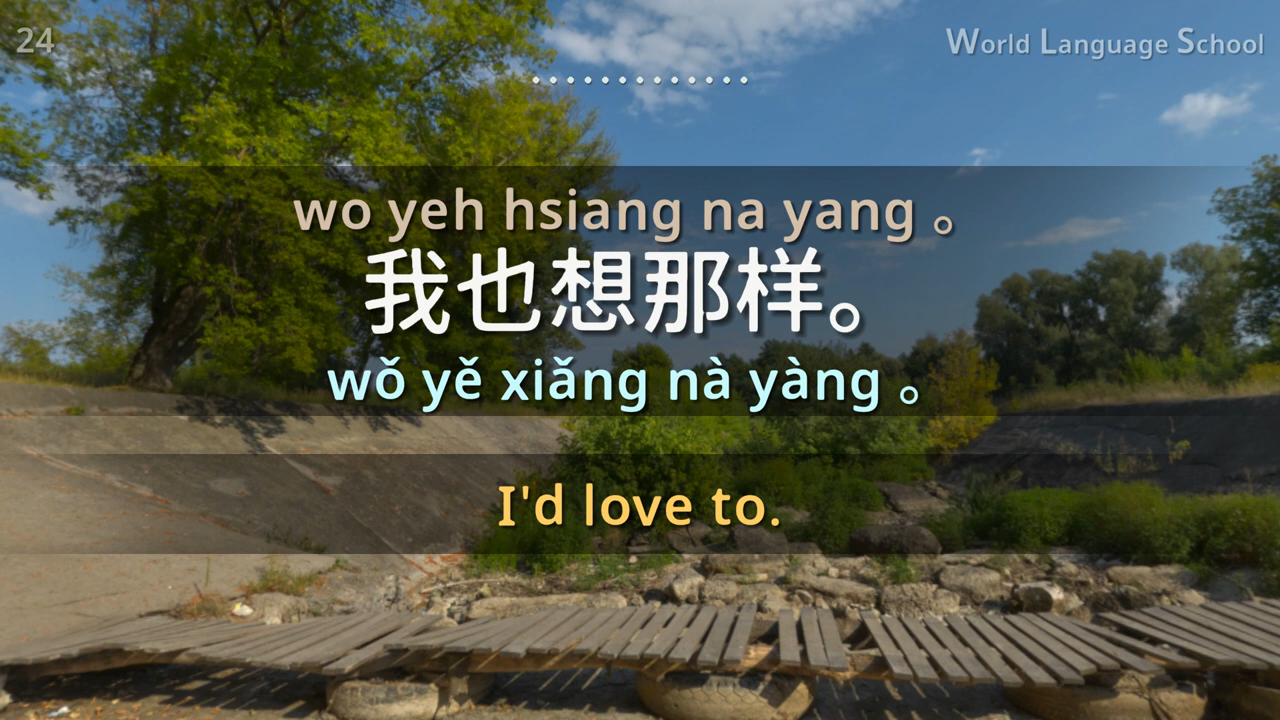 24
World Language School
wo yeh hsiang na yang 。
我也想那样。
wǒ yě xiǎng nà yàng 。
I'd love to.